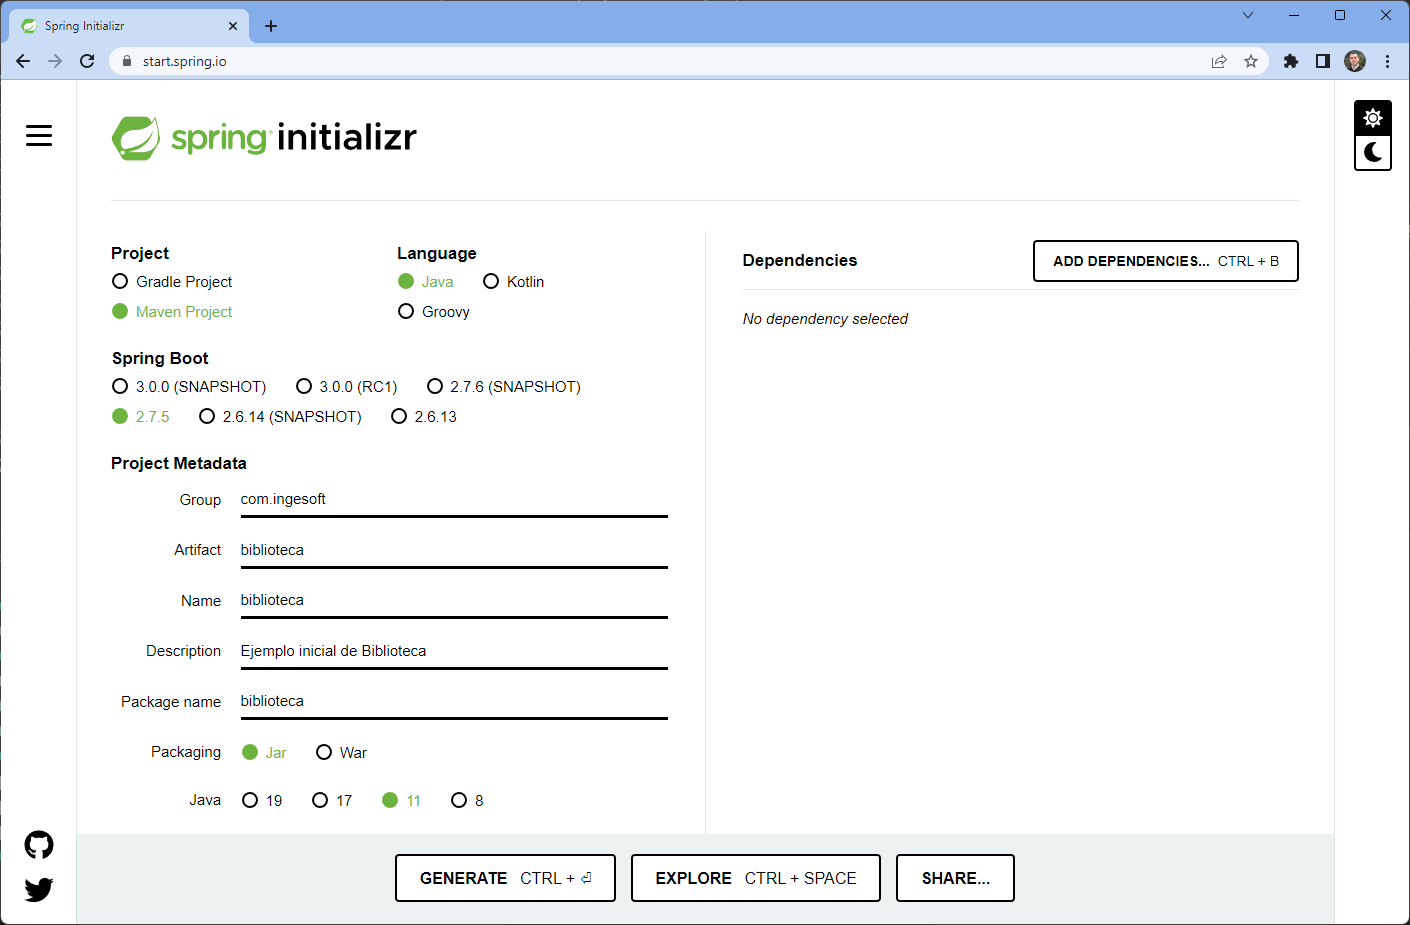 Spring Initializr
start.spring.io
spring initializr
Project
Gradle Project
Maven Project
Language
Java Kotlin
Groovy
Spring Boot
3.0.0 (SNAPSHOT) 3.0.0 (RC1) 2.7.6 (SNAPSHOT)
2.7.5 2.6.14 (SNAPSHOT) 2.6.13
Project Metadata
Group com.ingesoft
Artifact biblioteca
Name biblioteca
Description Ejemplo inicial de Biblioteca
Package name biblioteca
Packaging Jar War
Java 19 17 11 8
Dependencies ADD DEPENDENCIES... CTRL + B
No dependency selected
GENERATE CTRL + ⏎ EXPLORE CTRL + SPACE SHARE...